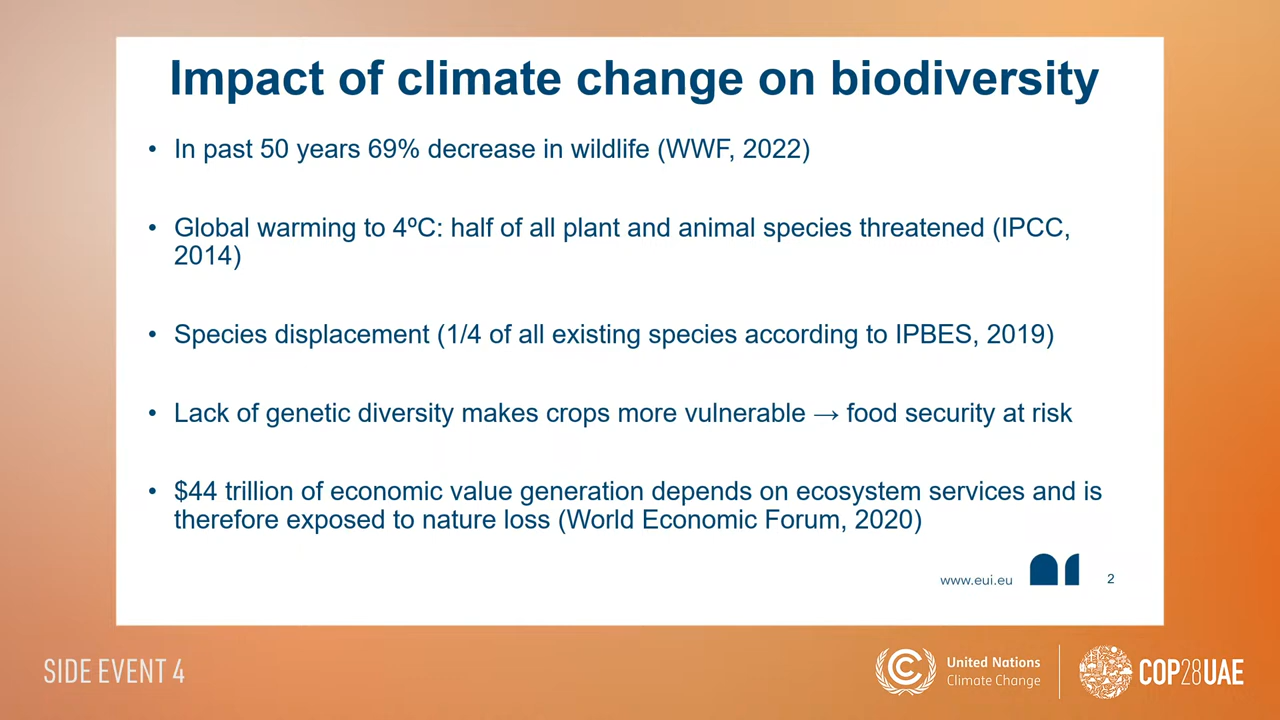 Impact of climate change on biodiversity
• In past 50 years 69% decrease in wildlife (WWF, 2022)
• Global warming to 4ºC: half of all plant and animal species threatened (IPCC,
2014)
• Species displacement (1/4 of all existing species according to IPBES, 2019)
• Lack of genetic diversity makes crops more vulnerable → food security at risk
• $44 trillion of economic value generation depends on ecosystem services and is
therefore exposed to nature loss (World Economic Forum, 2020)
www.eui.eu
2
SIDE EVENT 4
United Nations
Climate Change
COP28UAE